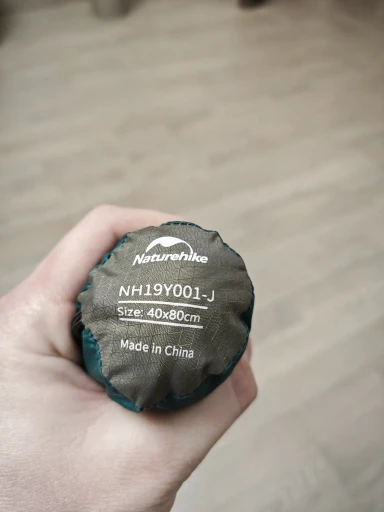 Naturehike
NH19Y001-J
Size: 40x80cm
Made in China